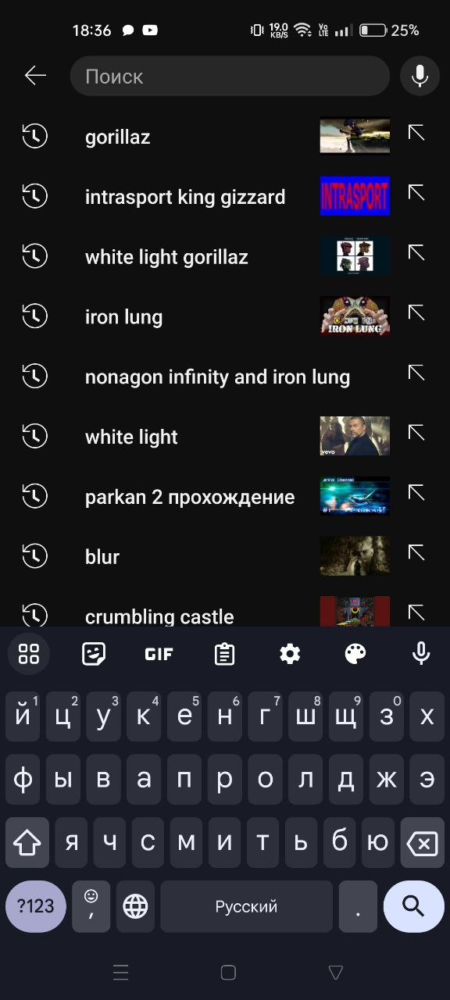 18:36 19.0 KB/S Vo LTE 25%
Поиск
gorillaz
intrasport king gizzard
INTRASPORT
white light gorillaz
iron lung
IRON LUNG
nonagon infinity and iron lung
white light
vevo
parkan 2 прохождение
#1
blur
crumbling castle
GIF
й1 ц2 у3 к4 е5 н6 г7 ш8 щ9 з0 х
ф ы в а п р о л д ж э
я ч с м и т ь б ю
?123 , Русский .